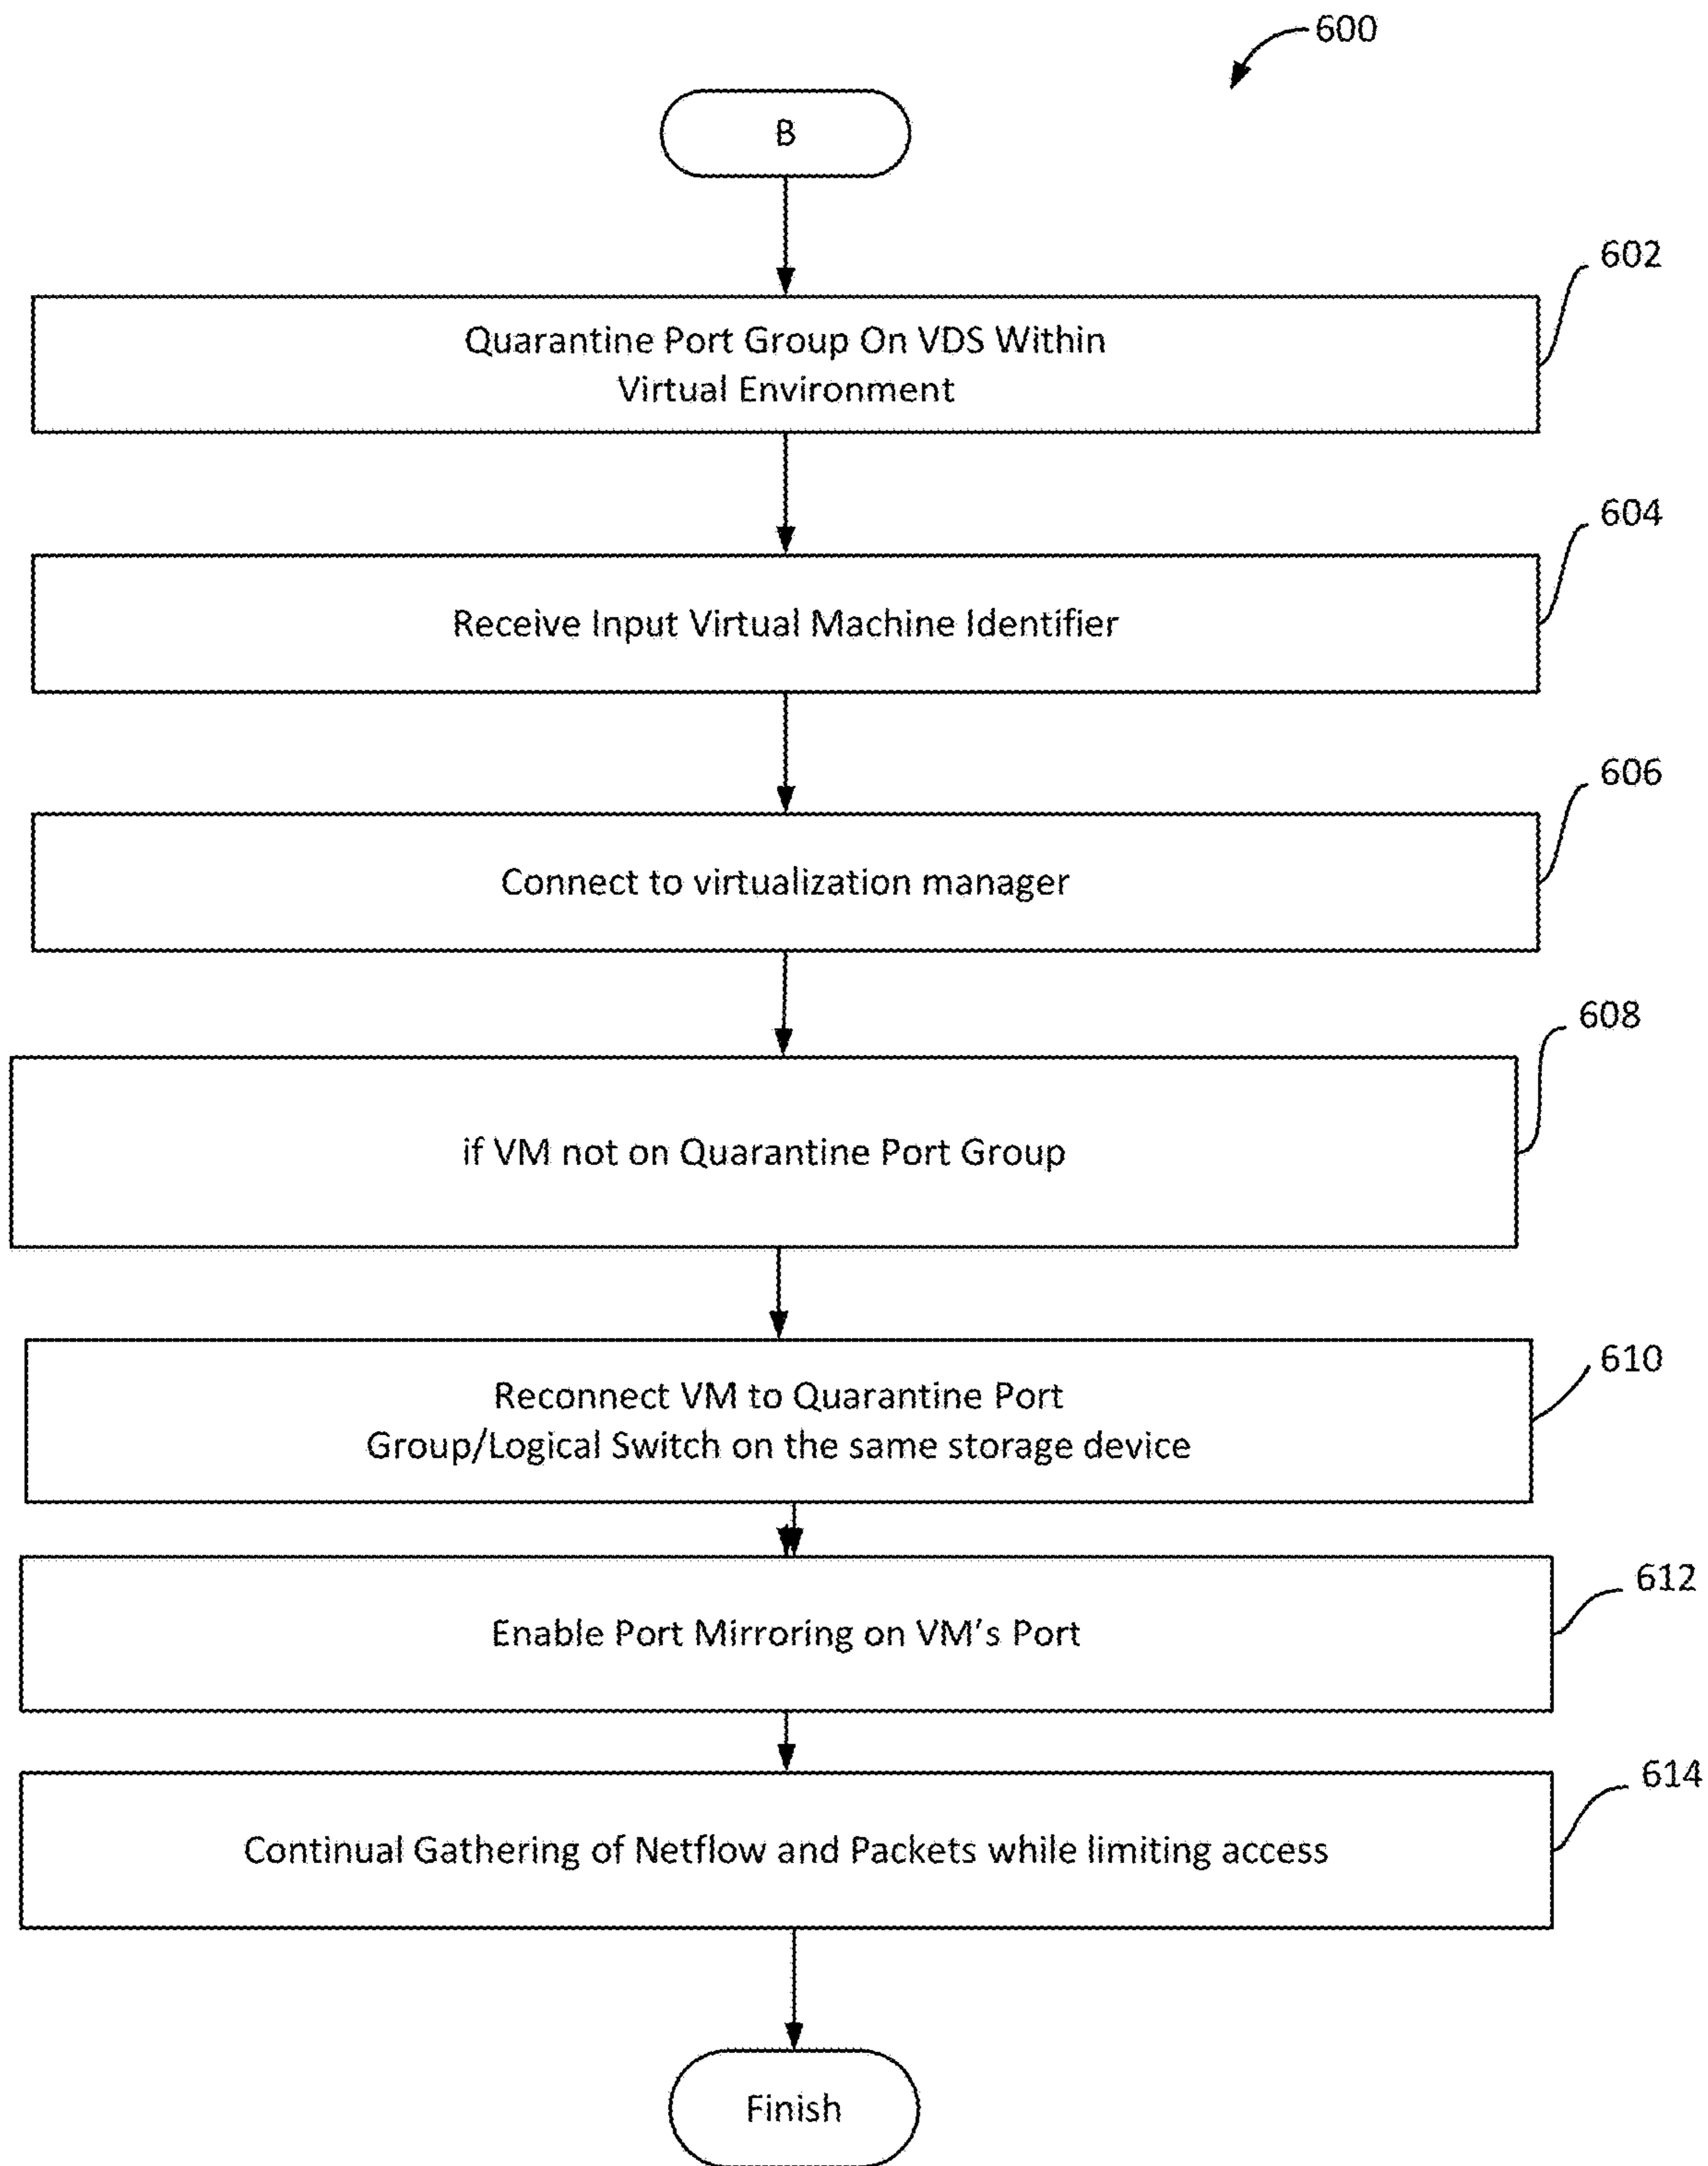 600
B
602
Quarantine Port Group On VDS Within
Virtual Environment
604
Receive Input Virtual Machine Identifier
606
Connect to virtualization manager
608
if VM not on Quarantine Port Group
610
Reconnect VM to Quarantine Port
Group/Logical Switch on the same storage device
612
Enable Port Mirroring on VM's Port
614
Continual Gathering of Netflow and Packets while limiting access
Finish